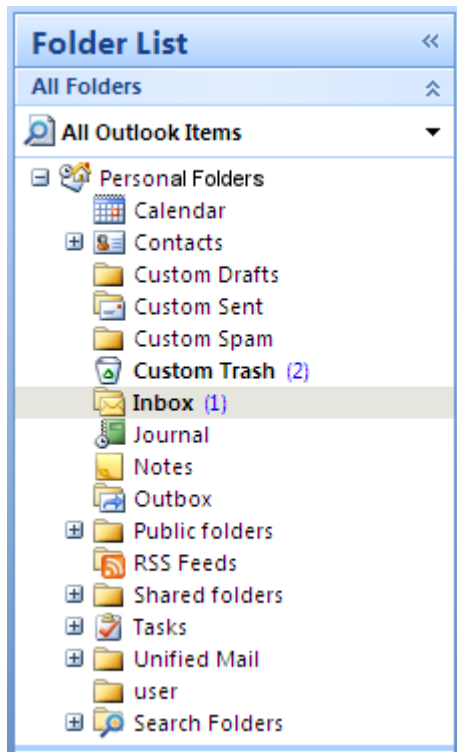 Folder List
All Folders
All Outlook Items
Personal Folders
Calendar
Contacts
Custom Drafts
Custom Sent
Custom Spam
Custom Trash (2)
Inbox (1)
Journal
Notes
Outbox
Public folders
RSS Feeds
Shared folders
Tasks
Unified Mail
user
Search Folders